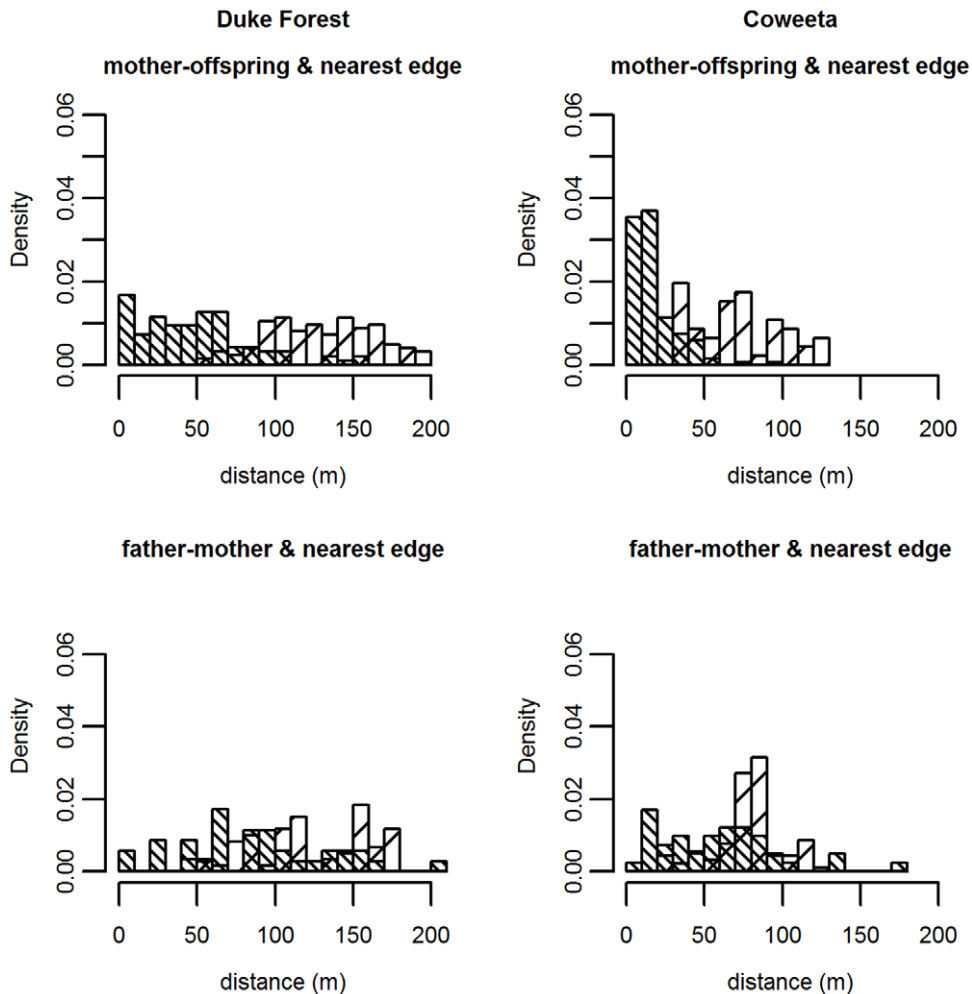 Duke Forest
mother-offspring & nearest edge
Density
0.00
0.02
0.04
0.06
0 50 100 150 200
distance (m)
Coweeta
mother-offspring & nearest edge
Density
0.00
0.02
0.04
0.06
0 50 100 150 200
distance (m)
father-mother & nearest edge
Density
0.00
0.02
0.04
0.06
0 50 100 150 200
distance (m)
father-mother & nearest edge
Density
0.00
0.02
0.04
0.06
0 50 100 150 200
distance (m)